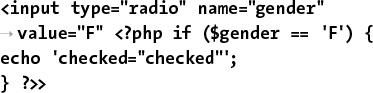 <input type="radio" name="gender"
→ value="F" <?php if ($gender == 'F') {
echo 'checked="checked"';
} ?>>